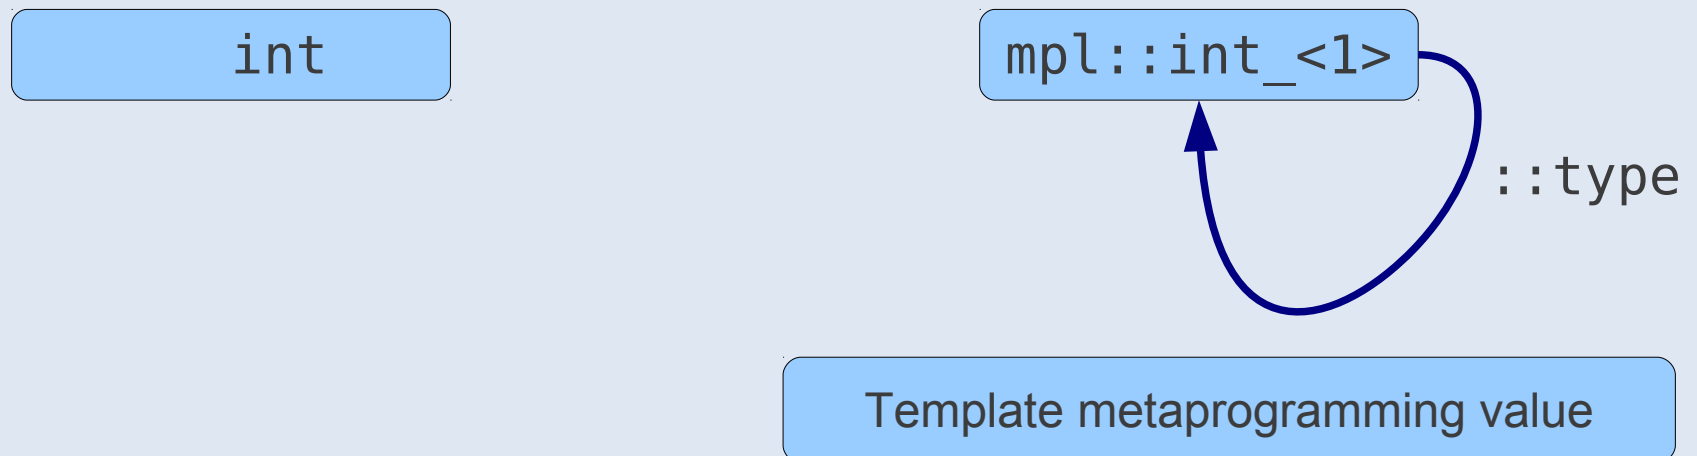 int
mpl::int_<1>
::type
Template metaprogramming value